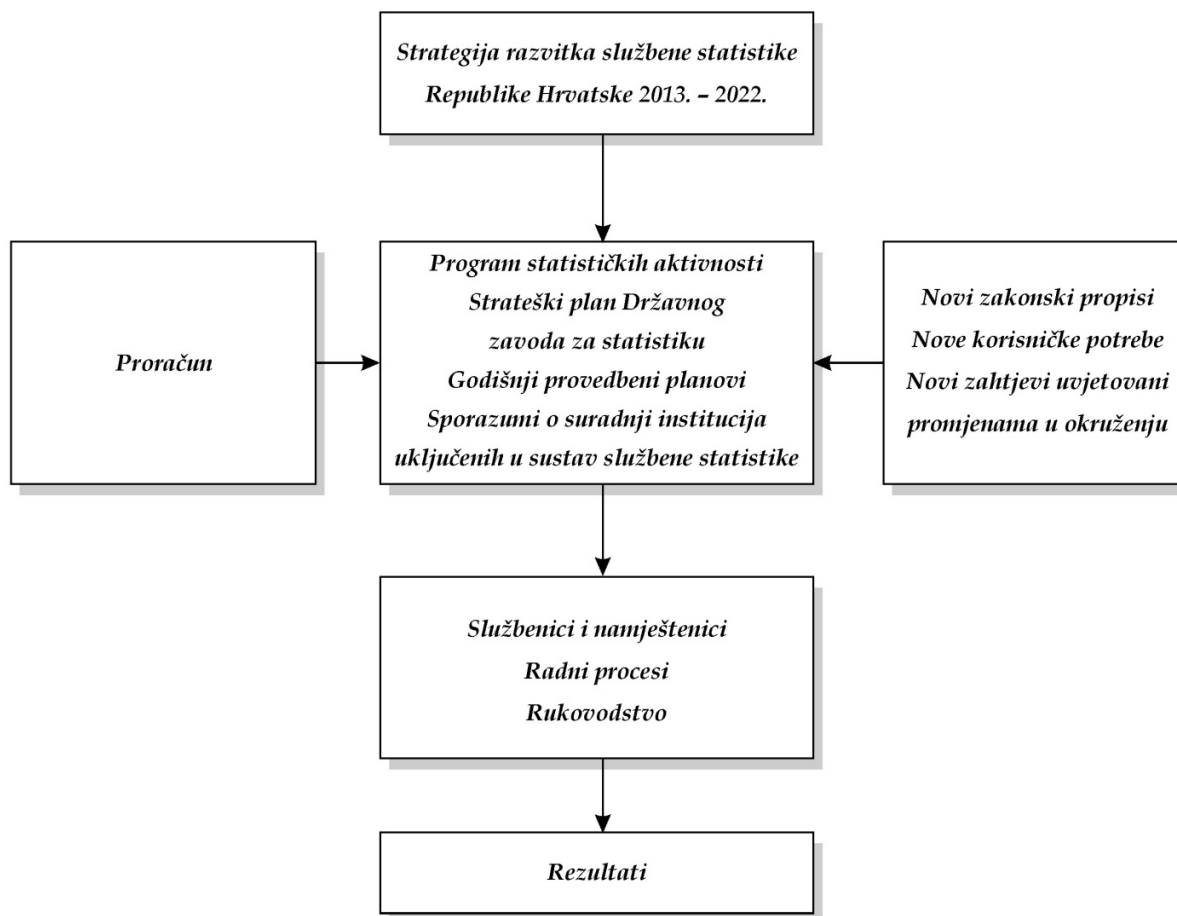 Strategija razvitka službene statistike
Republike Hrvatske 2013. – 2022.
Proračun
Program statističkih aktivnosti
Strateški plan Državnog
zavoda za statistiku
Godišnji provedbeni planovi
Sporazumi o suradnji institucija
uključenih u sustav službene statistike
Novi zakonski propisi
Nove korisničke potrebe
Novi zahtjevi uvjetovani
promjenama u okruženju
Službenici i namještenici
Radni procesi
Rukovodstvo
Rezultati